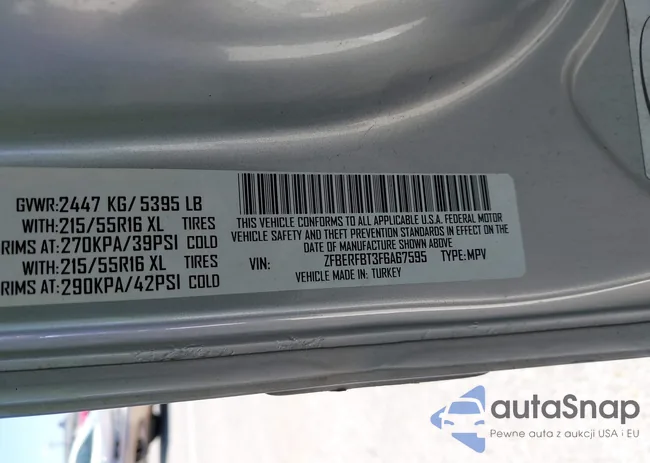 GVWR:2447 KG/5395 LB
WITH:215/55R16 XL TIRES
RIMS AT:270KPA/39PSI COLD
WITH:215/55R16 XL TIRES
RIMS AT:290KPA/42PSI COLD
THIS VEHICLE CONFORMS TO ALL APPLICABLE U.S.A. FEDERAL MOTOR
VEHICLE SAFETY AND THEFT PREVENTION STANDARDS IN EFFECT
ON THE DATE OF MANUFACTURE SHOWN ABOVE
VIN: ZFBERFBT3F6A67595 TYPE:MPV
MADE IN: TURKEY
autaSnap
Pewne auta z aukcji USA i EU